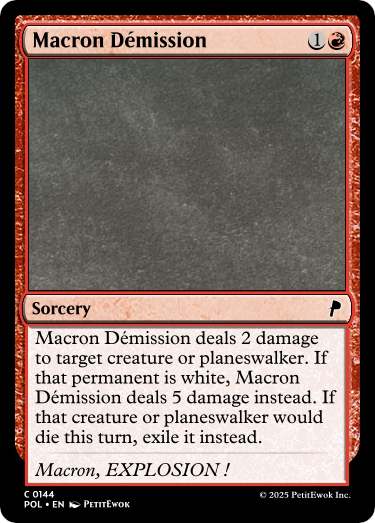 Macron Démission 1
Sorcery
Macron Démission deals 2 damage
to target creature or planeswalker. If
that permanent is white, Macron
Démission deals 5 damage instead. If
that creature or planeswalker would
die this turn, exile it instead.
Macron, EXPLOSION !
C 0144
POL • EN PetitEwok
© 2025 PetitEwok Inc.